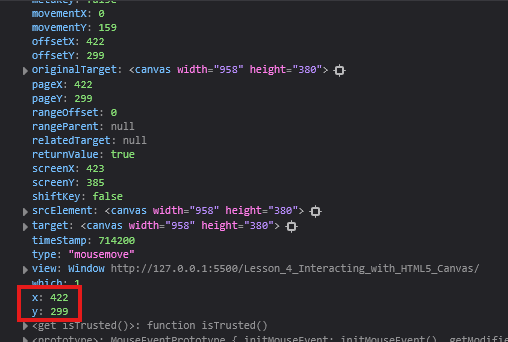 metaKey: false
movementX: 0
movementY: 159
offsetX: 422
offsetY: 299
originalTarget: <canvas width="958" height="380">
pageX: 422
pageY: 299
rangeOffset: 0
rangeParent: null
relatedTarget: null
returnValue: true
screenX: 423
screenY: 385
shiftKey: false
srcElement: <canvas width="958" height="380">
target: <canvas width="958" height="380">
timeStamp: 714200
type: "mousemove"
view: Window http://127.0.0.1:5500/Lesson_4_Interacting_with_HTML5_Canvas/
which: 1
x: 422
y: 299
<get isTrusted()>: function isTrusted()
<prototype>: MouseEventPrototype { initMouseEvent: initMouseEvent(), getModifie